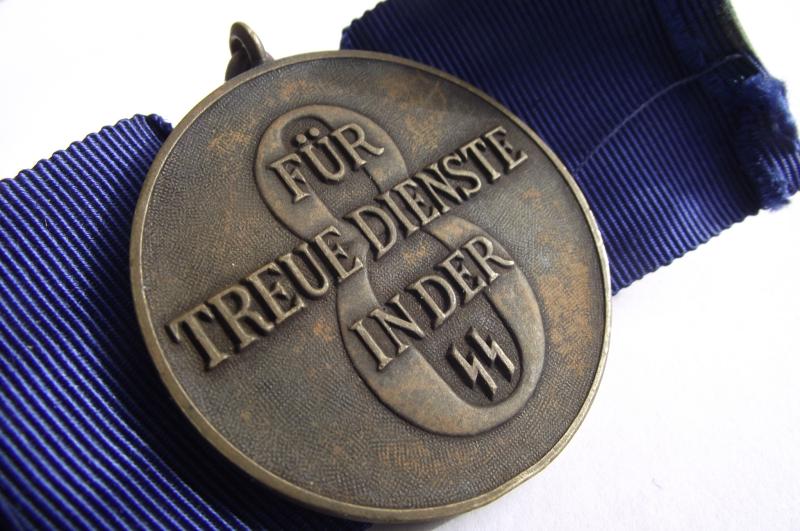 FÜR
TREUE DIENSTE
IN DER
ᛋᛋ